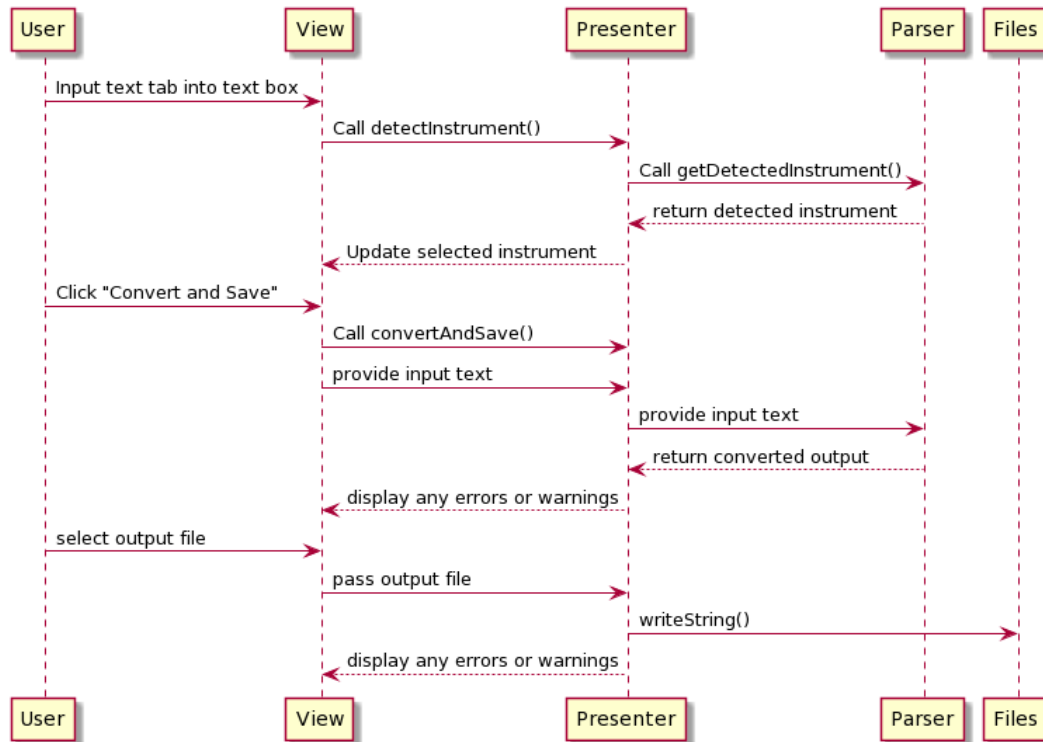 User View Presenter Parser Files
Input text tab into text box
Call detectInstrument()
Call getDetectedInstrument()
return detected instrument
Update selected instrument
Click "Convert and Save"
Call convertAndSave()
provide input text
provide input text
return converted output
display any errors or warnings
select output file
pass output file
writeString()
display any errors or warnings
User View Presenter Parser Files